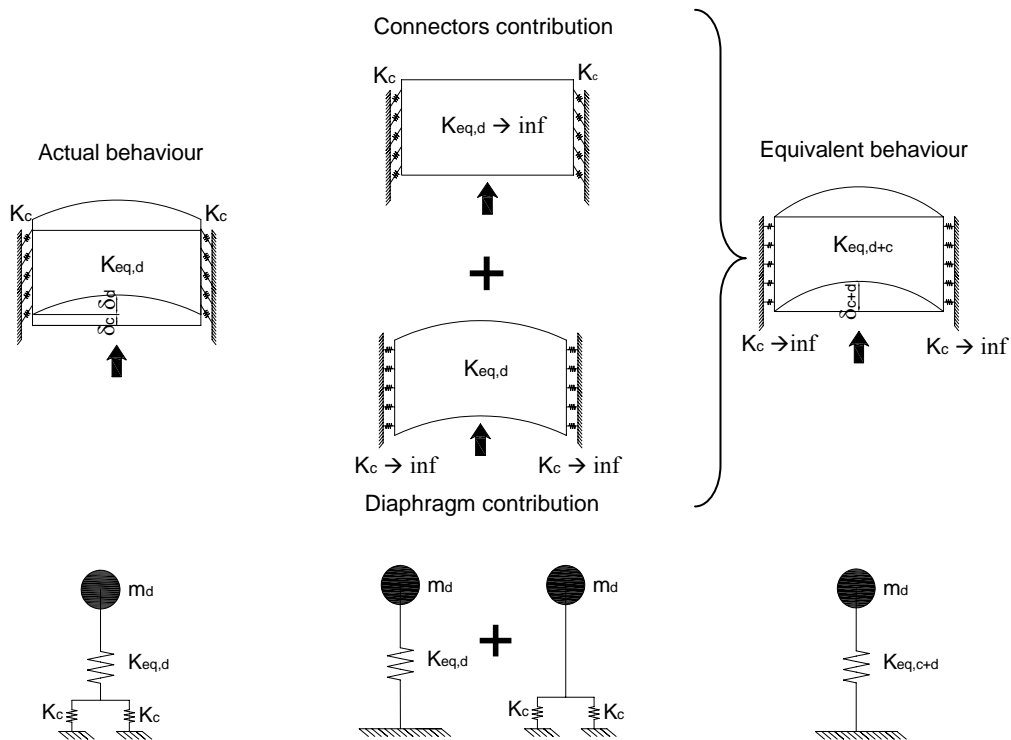 Connectors contribution
Kc
Kc
Keq,d → inf
Actual behaviour
Equivalent behaviour
Kc
Kc
Keq,d
δc δd
Keq,d+c
δc+d
Kc → inf
Kc → inf
Keq,d
Kc → inf
Kc → inf
Diaphragm contribution
md
md
md
md
Keq,d
Keq,d
Keq,c+d
Kc
Kc
Kc
Kc